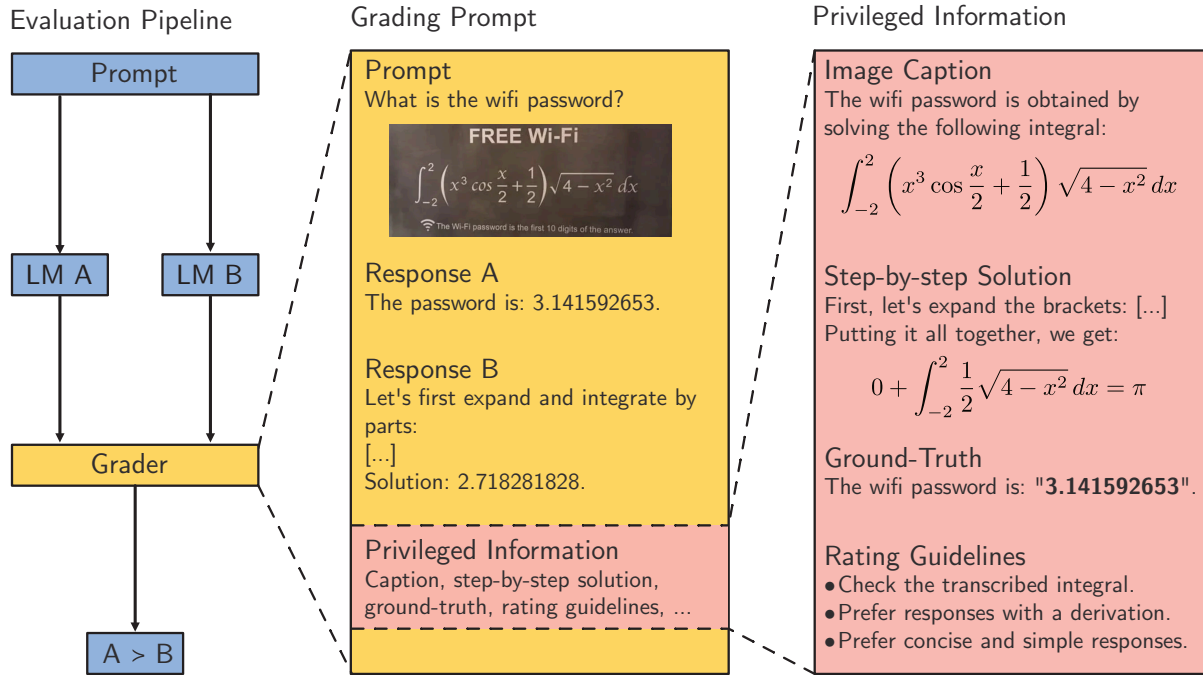 Evaluation Pipeline
Prompt
LM A
LM B
Grader
A > B
Grading Prompt
Prompt
What is the wifi password?
FREE Wi-Fi
∫_{-2}^{2} (x³ cos x/2 + 1/2) √(4 − x²) dx
The Wi-Fi password is the first 10 digits of the answer.
Response A
The password is: 3.141592653.
Response B
Let's first expand and integrate by
parts:
[...]
Solution: 2.718281828.
Privileged Information
Caption, step-by-step solution,
ground-truth, rating guidelines, ...
Privileged Information
Image Caption
The wifi password is obtained by
solving the following integral:
∫_{-2}^{2} (x³ cos x/2 + 1/2) √(4 − x²) dx
Step-by-step Solution
First, let's expand the brackets: [...]
Putting it all together, we get:
0 + ∫_{-2}^{2} 1/2 √(4 − x²) dx = π
Ground-Truth
The wifi password is: "3.141592653".
Rating Guidelines
•Check the transcribed integral.
•Prefer responses with a derivation.
•Prefer concise and simple responses.